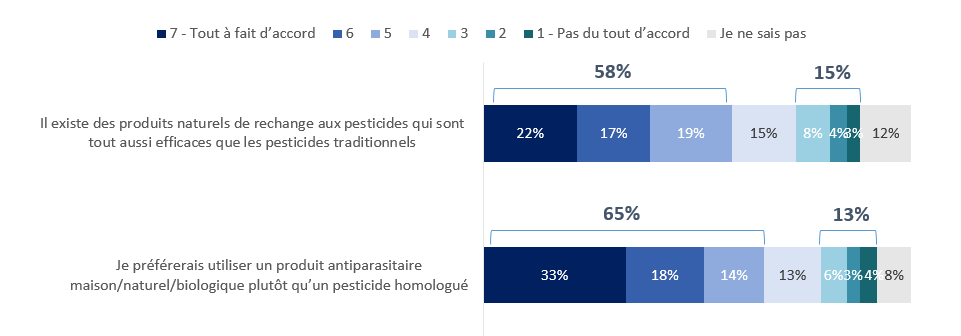 7 - Tout à fait d’accord 6 5 4 3 2 1 - Pas du tout d’accord Je ne sais pas
58% 15%
Il existe des produits naturels de rechange aux pesticides qui sont
tout aussi efficaces que les pesticides traditionnels
22% 17% 19% 15% 8% 4% 3% 12%
65% 13%
Je préférerais utiliser un produit antiparasitaire
maison/naturel/biologique plutôt qu’un pesticide homologué
33% 18% 14% 13% 6% 3% 4% 8%